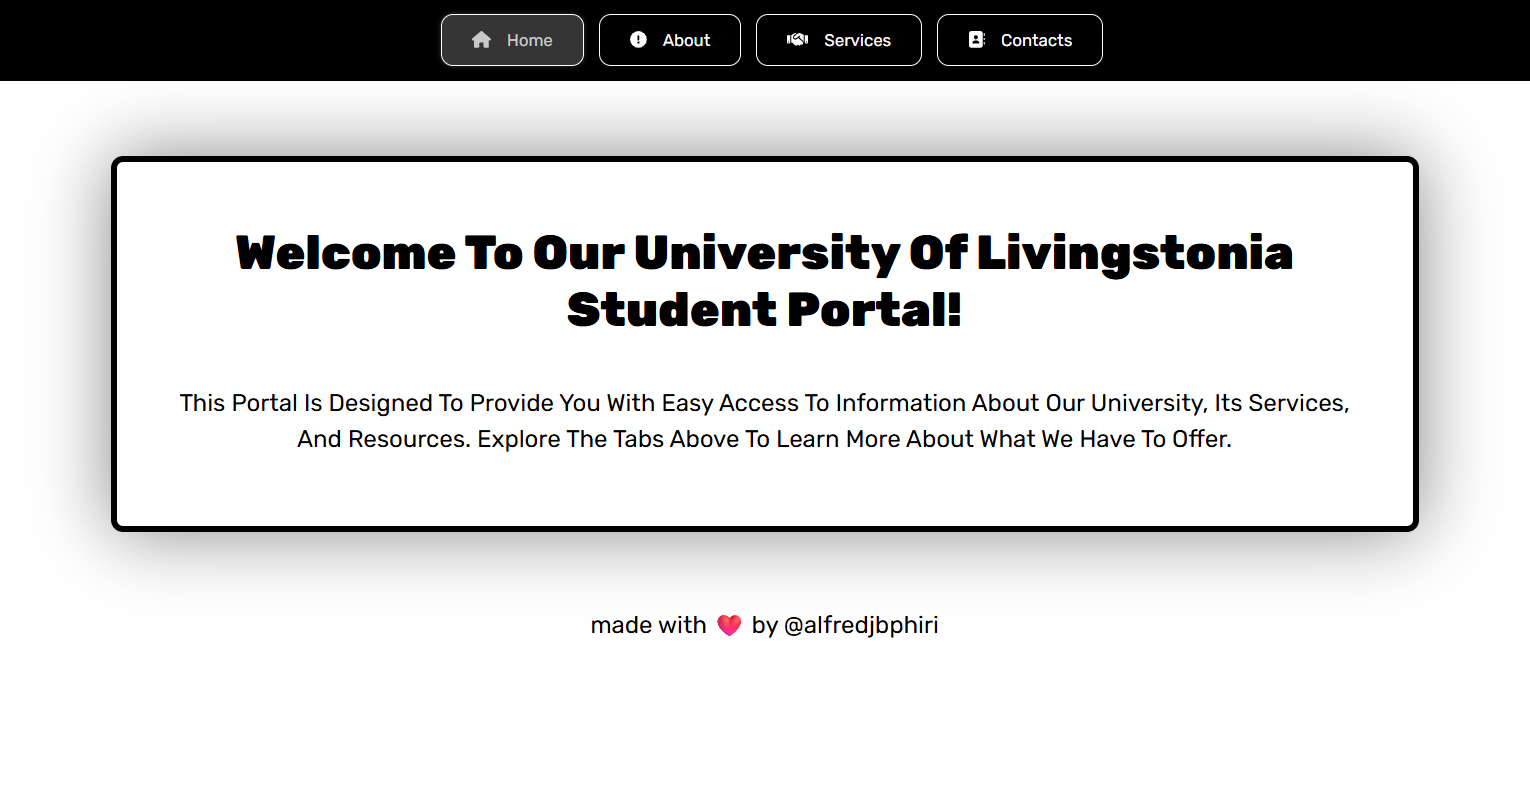 Home About Services Contacts
Welcome To Our University Of Livingstonia
Student Portal!
This Portal Is Designed To Provide You With Easy Access To Information About Our University, Its Services,
And Resources. Explore The Tabs Above To Learn More About What We Have To Offer.
made with ❤️ by @alfredjbphiri